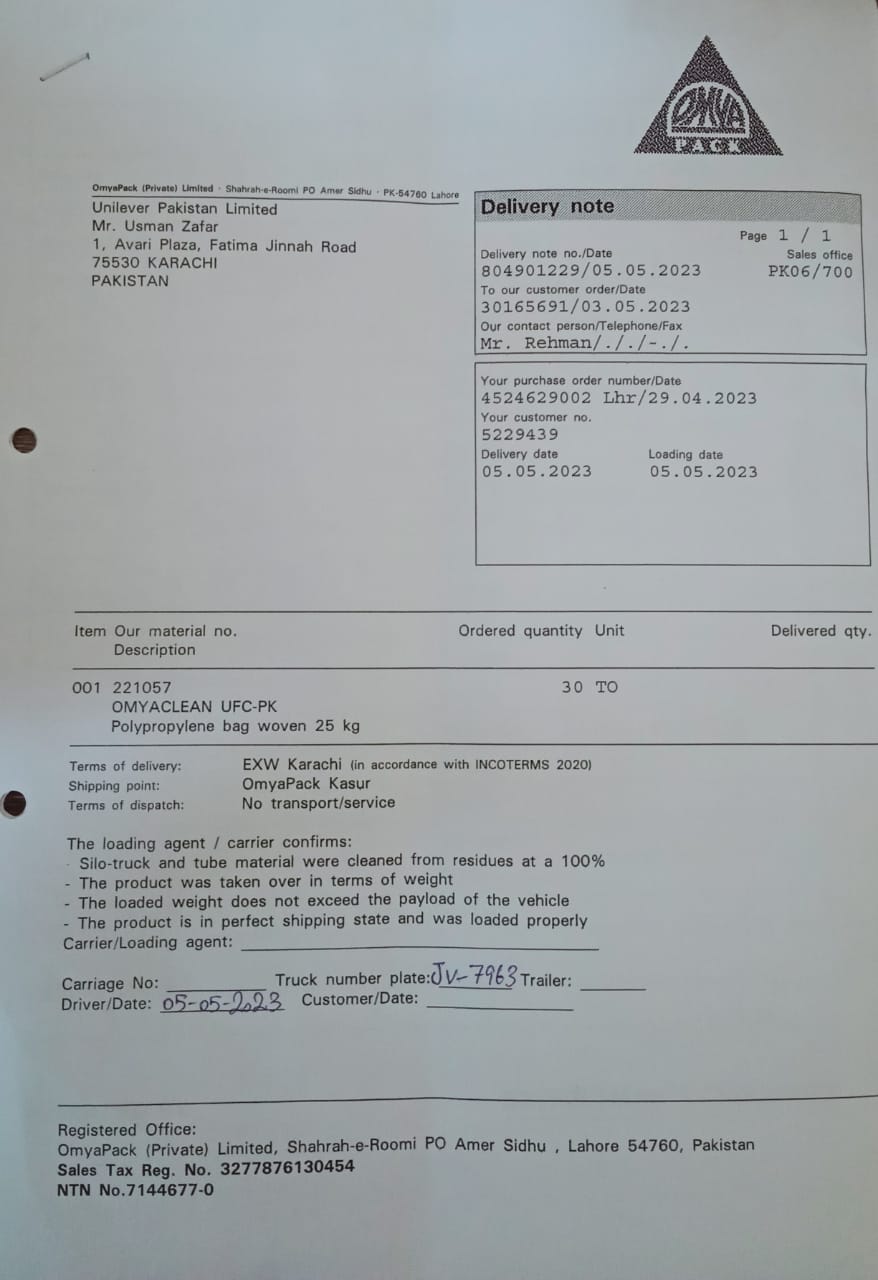 OMYA
PACK
OmyaPack (Private) Limited · Shahrah-e-Roomi PO Amer Sidhu · PK-54760 Lahore
Unilever Pakistan Limited
Mr. Usman Zafar
1, Avari Plaza, Fatima Jinnah Road
75530 KARACHI
PAKISTAN
Delivery note
Page 1 / 1
Delivery note no./Date Sales office
804901229/05.05.2023 PK06/700
To our customer order/Date
30165691/03.05.2023
Our contact person/Telephone/Fax
Mr. Rehman/././-./.
Your purchase order number/Date
4524629002 Lhr/29.04.2023
Your customer no.
5229439
Delivery date Loading date
05.05.2023 05.05.2023
Item Our material no. Ordered quantity Unit Delivered qty.
Description
001 221057 30 TO
OMYACLEAN UFC-PK
Polypropylene bag woven 25 kg
Terms of delivery: EXW Karachi (in accordance with INCOTERMS 2020)
Shipping point: OmyaPack Kasur
Terms of dispatch: No transport/service
The loading agent / carrier confirms:
- Silo-truck and tube material were cleaned from residues at a 100%
- The product was taken over in terms of weight
- The loaded weight does not exceed the payload of the vehicle
- The product is in perfect shipping state and was loaded properly
Carrier/Loading agent:
Carriage No: Truck number plate: JV-7963 Trailer:
Driver/Date: 05-05-2023 Customer/Date:
Registered Office:
OmyaPack (Private) Limited, Shahrah-e-Roomi PO Amer Sidhu , Lahore 54760, Pakistan
Sales Tax Reg. No. 3277876130454
NTN No.7144677-0